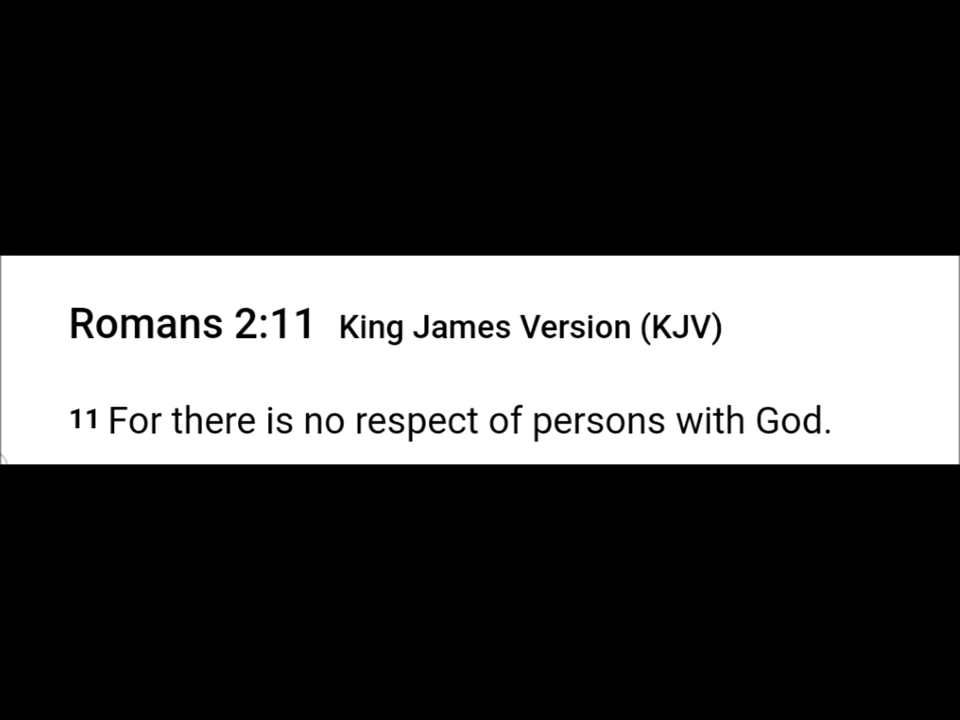 Romans 2:11 King James Version (KJV)
11 For there is no respect of persons with God.